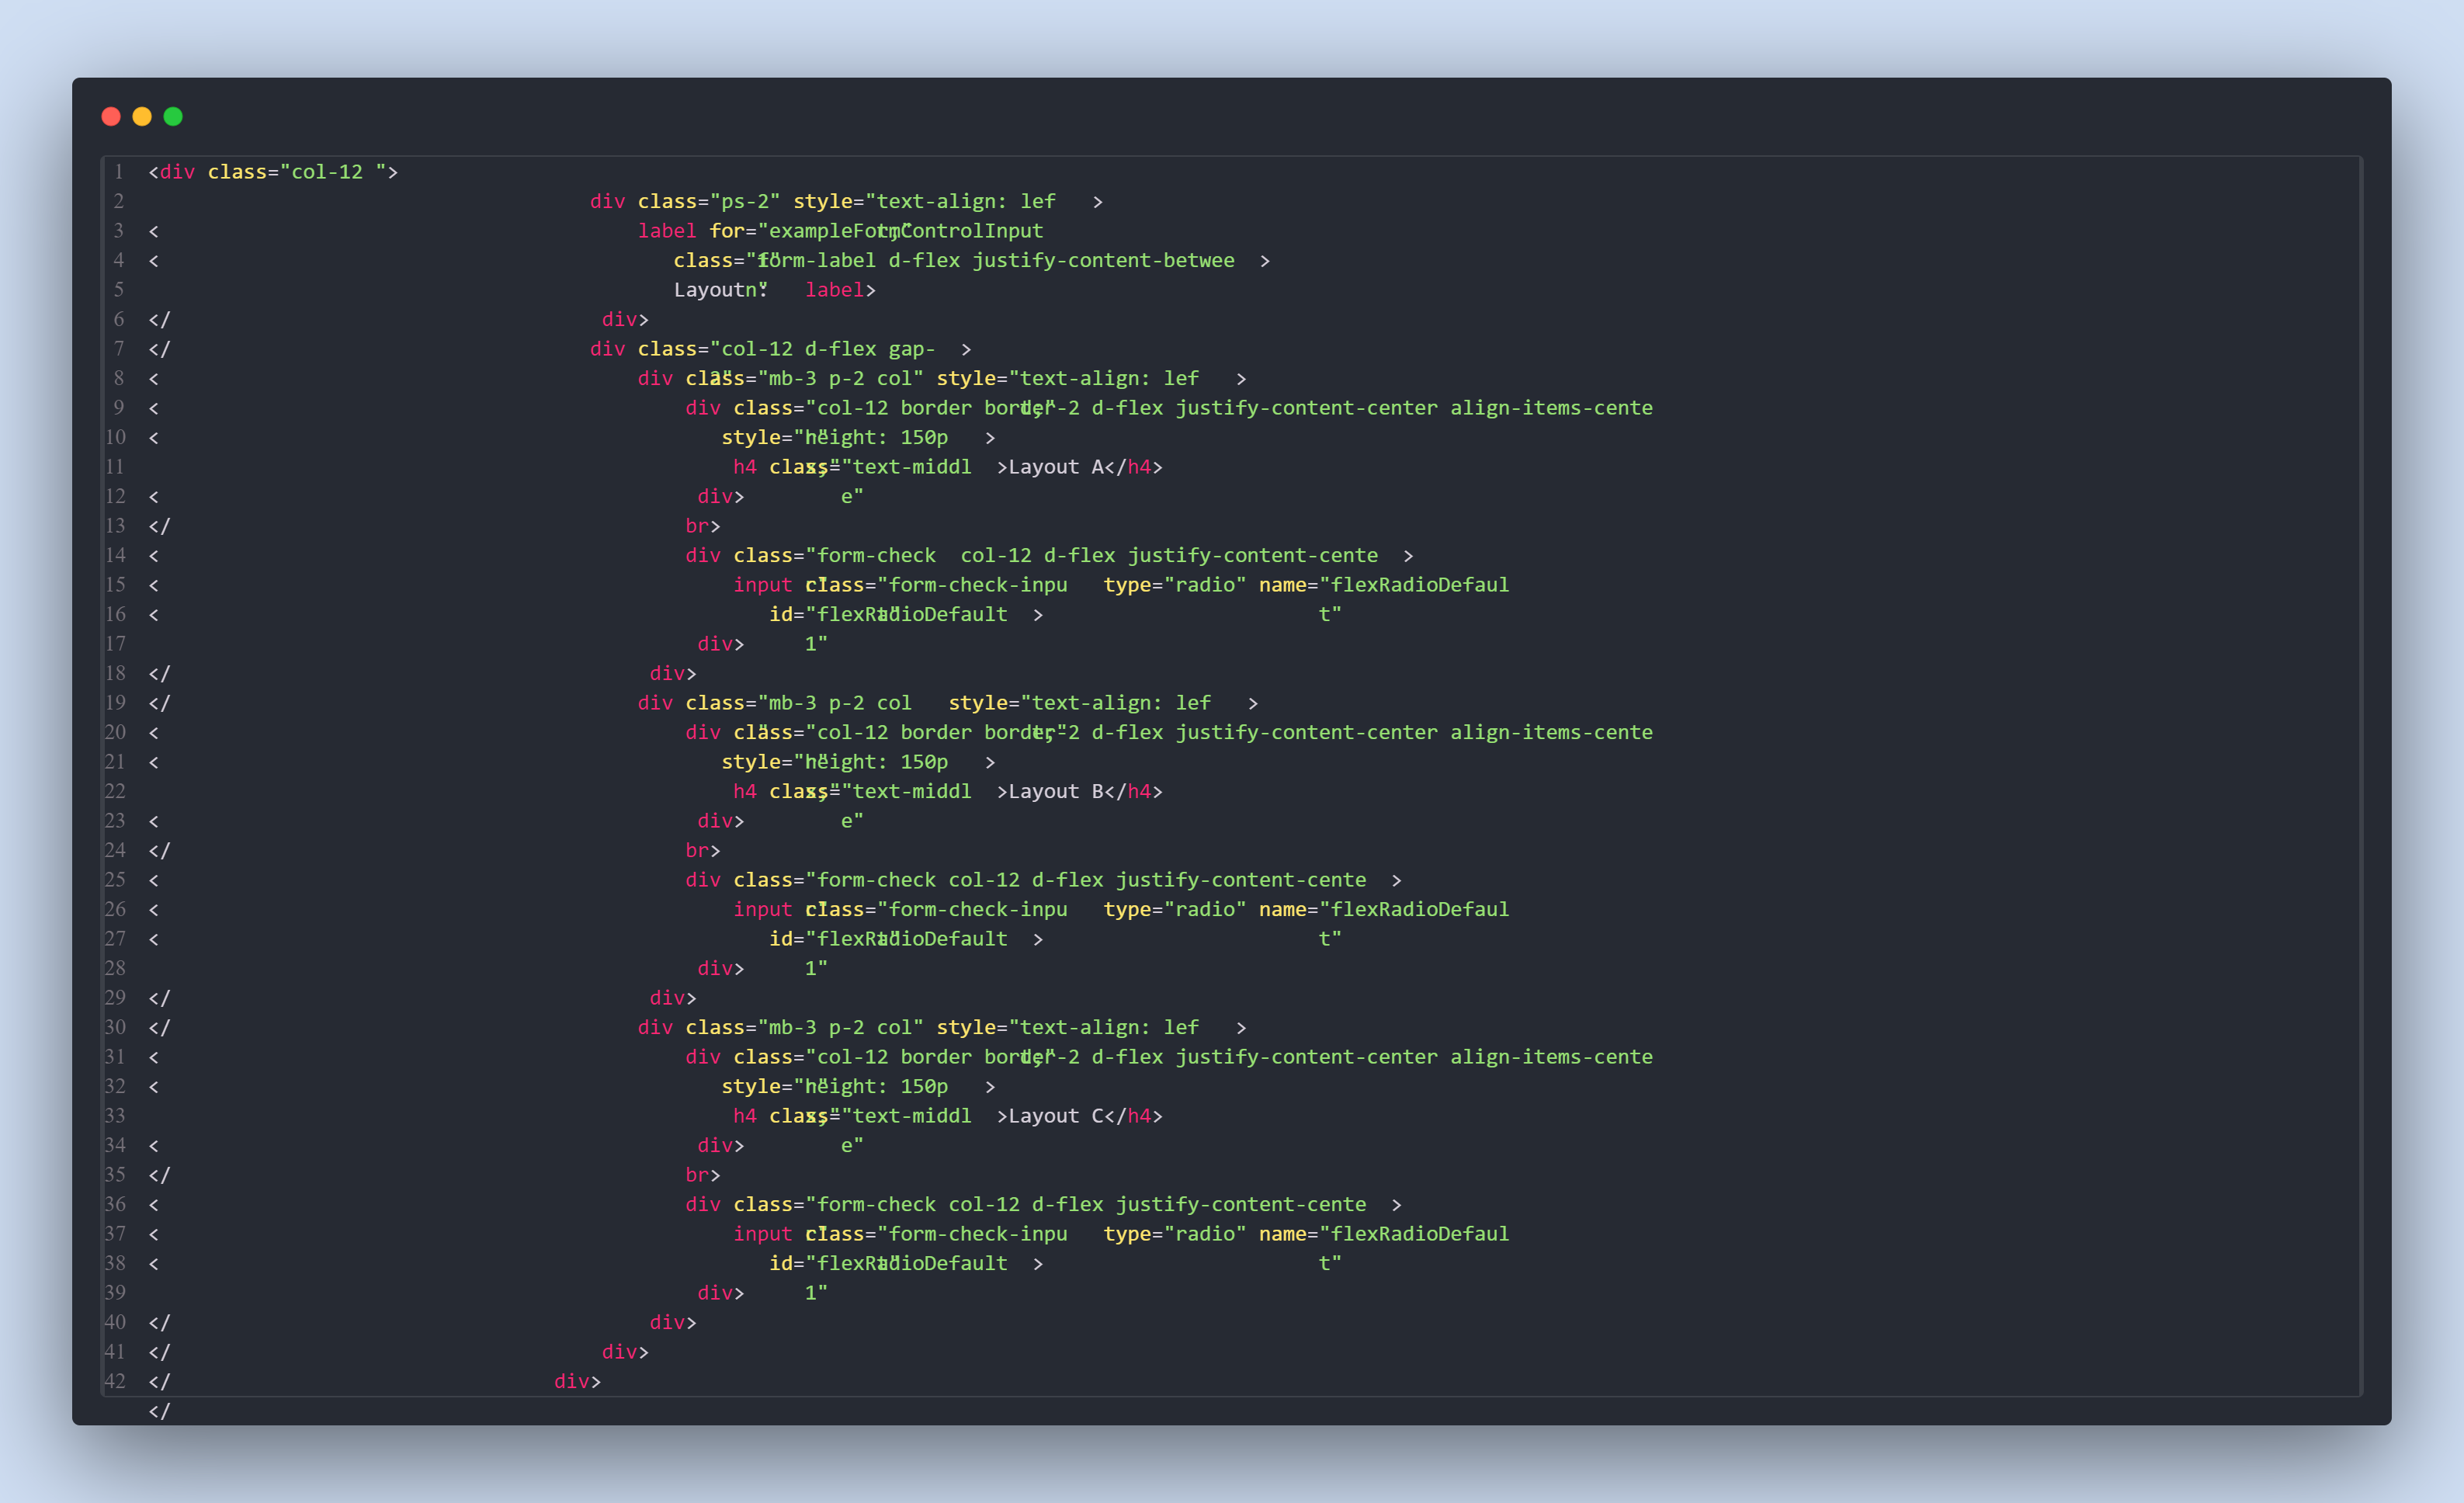 1 <div class="col-12 ">
2 div class="ps-2" style="text-align: lef >
3 < label for="exampleFormControlInput
4 < class="form-label d-flex justify-content-betwee >
5 Layout: n" label>
6 </ div>
7 </ div class="col-12 d-flex gap- >
8 < div class="mb-3 p-2 col" style="text-align: lef >
9 < div class="col-12 border border-2 d-flex justify-content-center align-items-cente
10 < style="height: 150p >
11 h4 class="text-middl >Layout A</h4>
12 < div> e"
13 </ br>
14 < div class="form-check  col-12 d-flex justify-content-cente >
15 < input class="form-check-inpu type="radio" name="flexRadioDefaul
16 < id="flexRadioDefault > t"
17 div> 1"
18 </ div>
19 </ div class="mb-3 p-2 col style="text-align: lef >
20 < div class="col-12 border border-2 d-flex justify-content-center align-items-cente
21 < style="height: 150p >
22 h4 class="text-middl >Layout B</h4>
23 < div> e"
24 </ br>
25 < div class="form-check col-12 d-flex justify-content-cente >
26 < input class="form-check-inpu type="radio" name="flexRadioDefaul
27 < id="flexRadioDefault > t"
28 div> 1"
29 </ div>
30 </ div class="mb-3 p-2 col" style="text-align: lef >
31 < div class="col-12 border border-2 d-flex justify-content-center align-items-cente
32 < style="height: 150p >
33 h4 class="text-middl >Layout C</h4>
34 < div> e"
35 </ br>
36 < div class="form-check col-12 d-flex justify-content-cente >
37 < input class="form-check-inpu type="radio" name="flexRadioDefaul
38 < id="flexRadioDefault > t"
39 div> 1"
40 </ div>
41 </ div>
42 </ div>
</